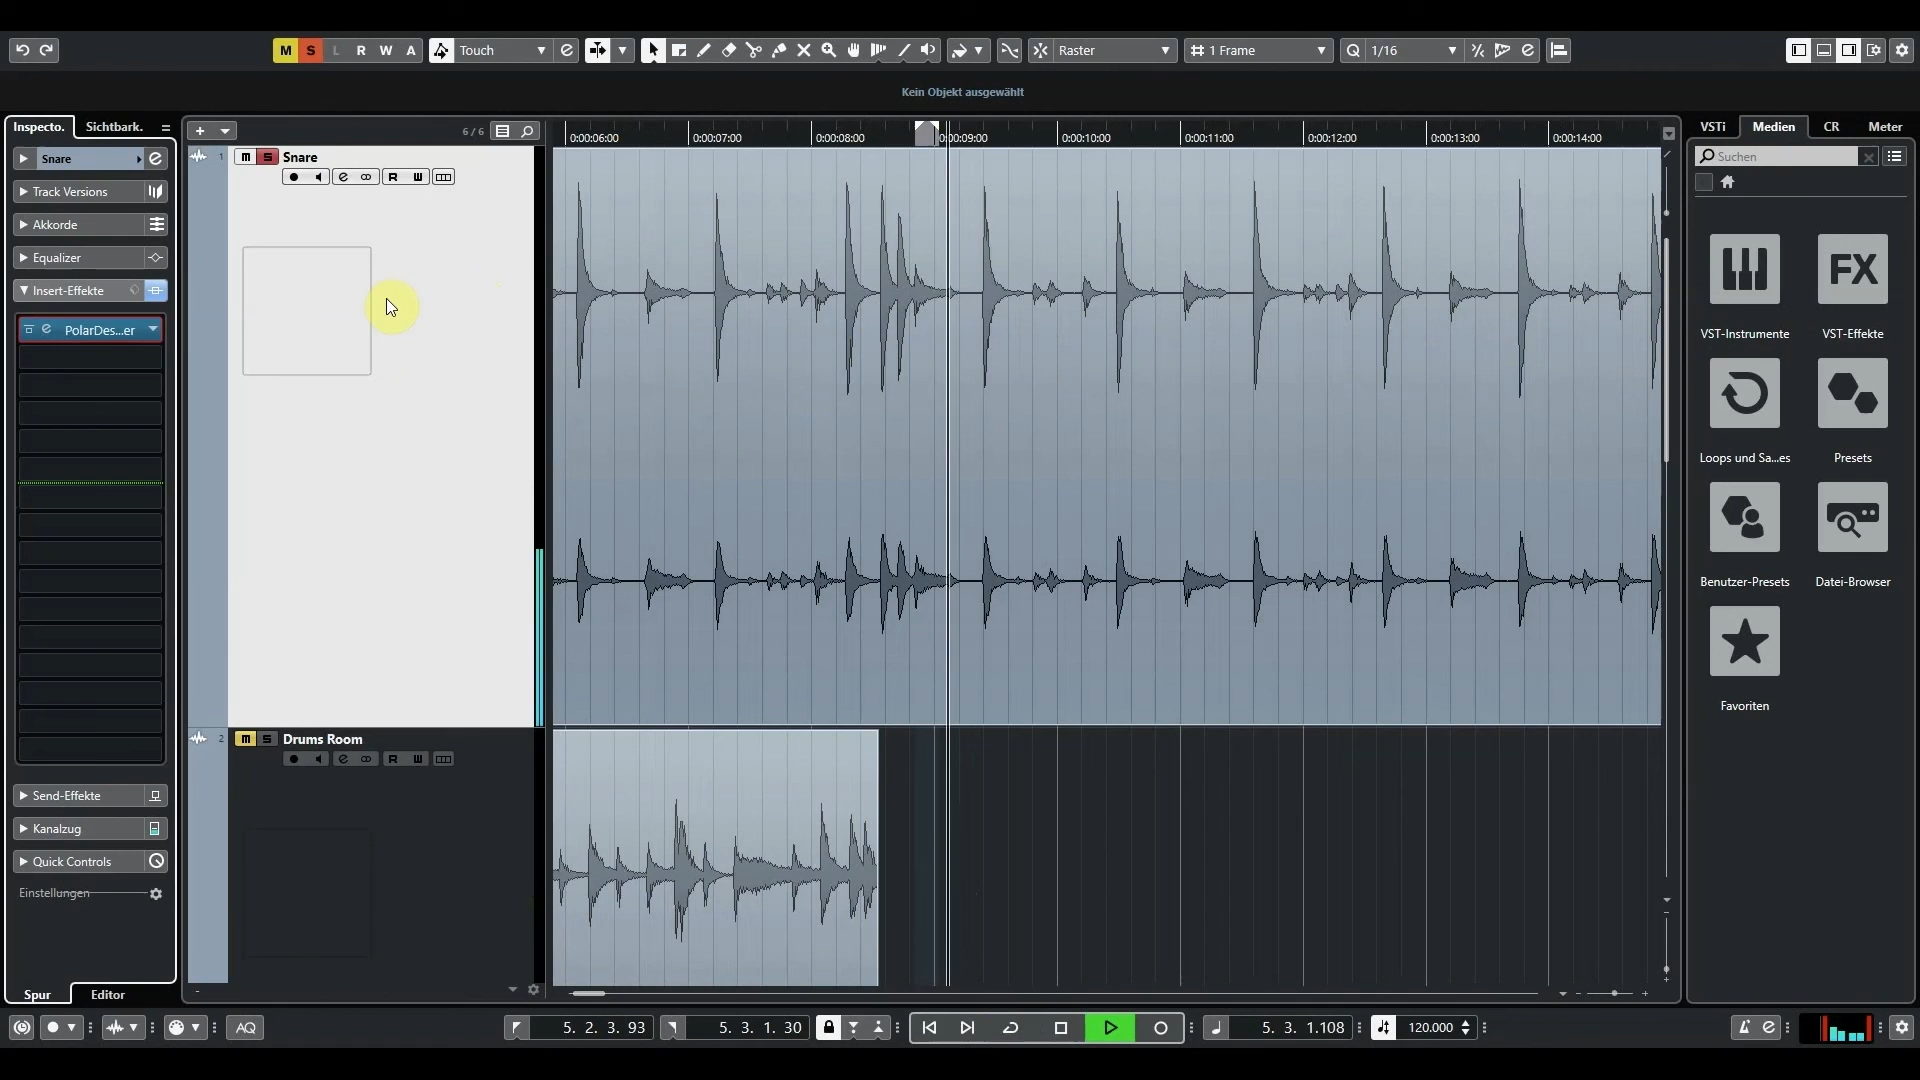 M S L R W A Touch Raster 1 Frame Q 1/16
Kein Objekt ausgewählt
Inspecto. Sichtbark.
6 / 6
0:00:06:00 0:00:07:00 0:00:08:00 0:00:09:00 0:00:10:00 0:00:11:00 0:00:12:00 0:00:13:00 0:00:14:00
VSTi Medien CR Meter
Suchen
Snare
Track Versions
Akkorde
Equalizer
Insert-Effekte
PolarDes...er
Send-Effekte
Kanalzug
Quick Controls
Einstellungen
Spur Editor
1 m S Snare
R W
2 m S Drums Room
R W
VST-Instrumente FX VST-Effekte
Loops und Sa...es Presets
Benutzer-Presets Datei-Browser
Favoriten
AQ 5. 2. 3. 93 5. 3. 1. 30 5. 3. 1.108 120.000